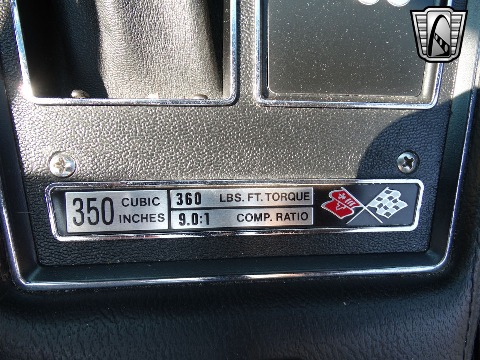 350 CUBIC INCHES
360 LBS. FT. TORQUE
9.0:1 COMP. RATIO